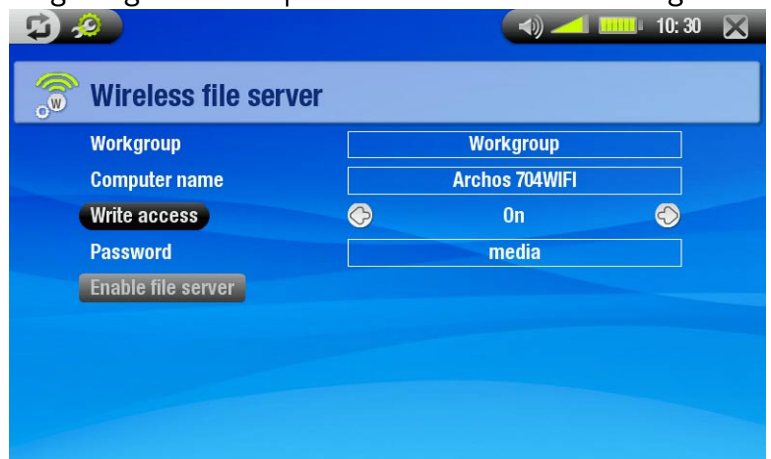 10:30
W
Wireless file server
Workgroup Workgroup
Computer name Archos 704WIFI
Write access On
Password media
Enable file server